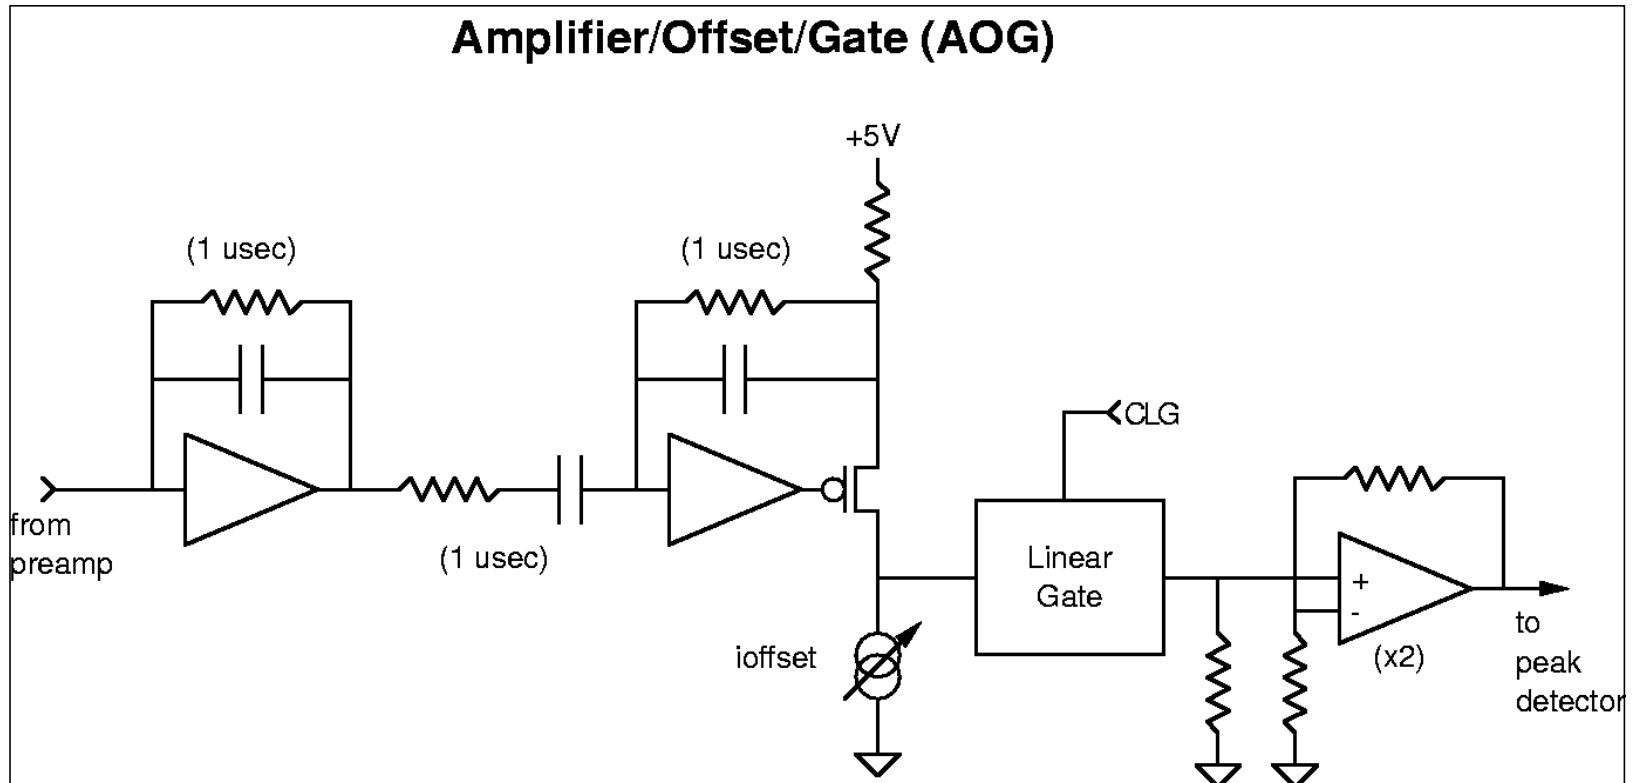 Amplifier/Offset/Gate (AOG)
+5V
(1 usec)
(1 usec)
CLG
from
preamp
(1 usec)
Linear
Gate
+
-
ioffset
(x2)
to
peak
detector